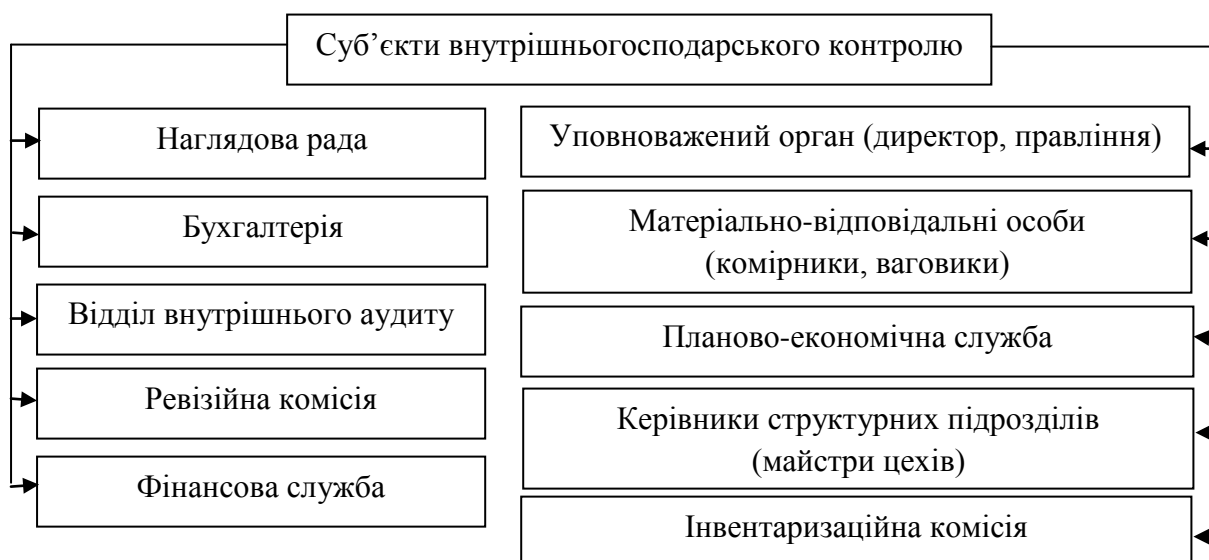 Суб’єкти внутрішньогосподарського контролю
Наглядова рада
Бухгалтерія
Відділ внутрішнього аудиту
Ревізійна комісія
Фінансова служба
Уповноважений орган (директор, правління)
Матеріально-відповідальні особи
(комірники, ваговики)
Планово-економічна служба
Керівники структурних підрозділів
(майстри цехів)
Інвентаризаційна комісія